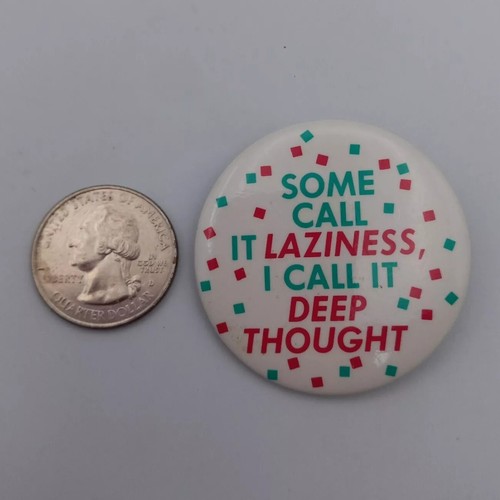 UNITED STATES OF AMERICA
LIBERTY
IN
GOD WE
TRUST
P
QUARTER DOLLAR
SOME
CALL
IT LAZINESS,
I CALL IT
DEEP
THOUGHT